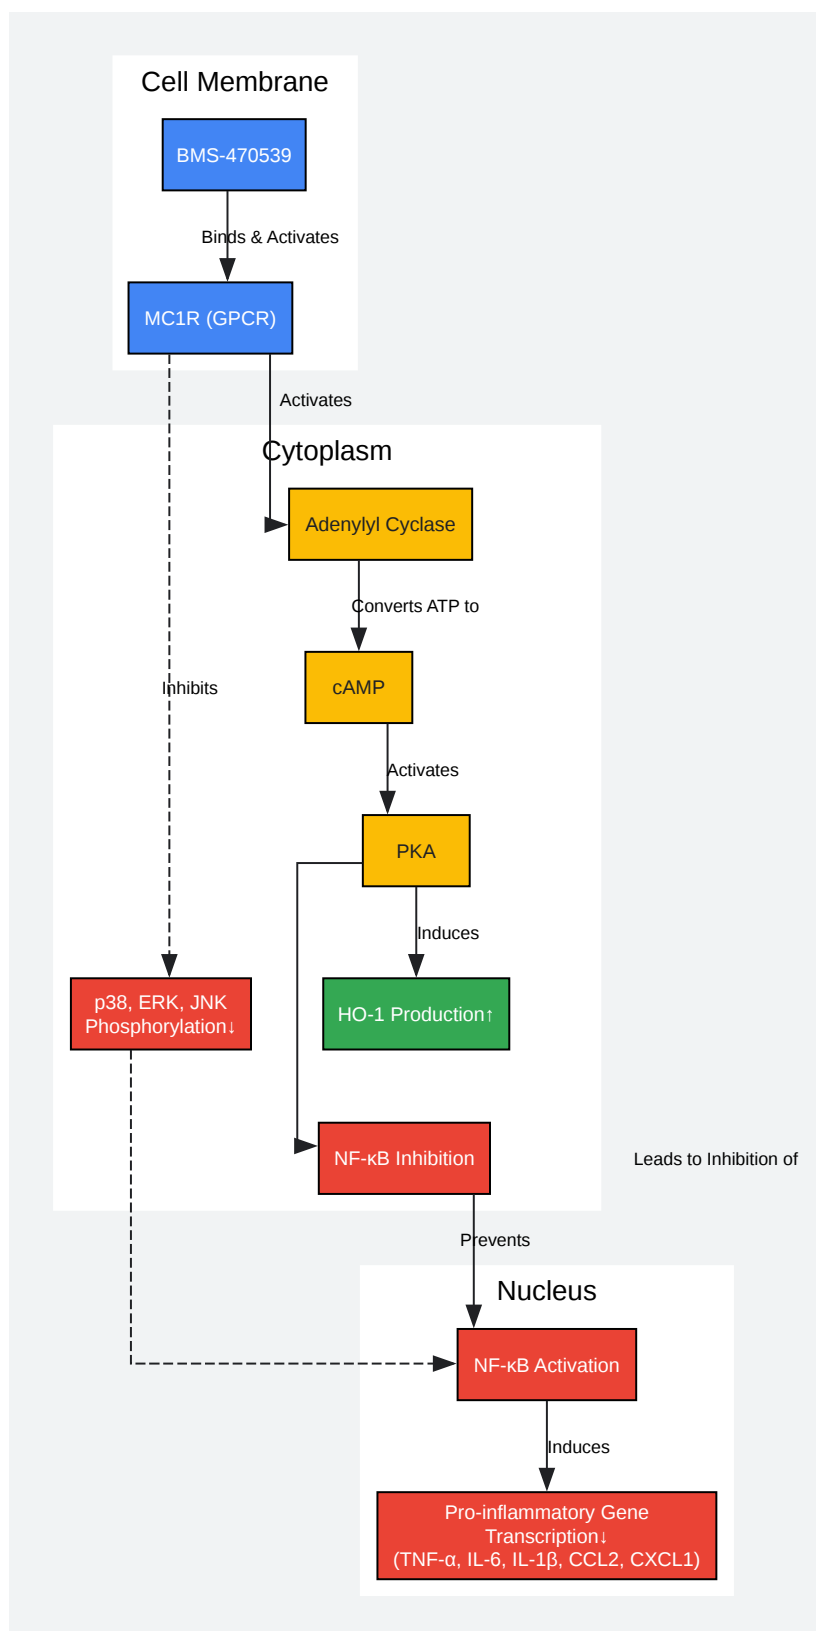 Cell Membrane
BMS-470539
Binds & Activates
MC1R (GPCR)
Activates
Cytoplasm
Adenylyl Cyclase
Converts ATP to
cAMP
Inhibits
Activates
PKA
Induces
p38, ERK, JNK
Phosphorylation↓
HO-1 Production↑
NF-κB Inhibition
Leads to Inhibition of
Prevents
Nucleus
NF-κB Activation
Induces
Pro-inflammatory Gene
Transcription↓
(TNF-α, IL-6, IL-1β, CCL2, CXCL1)